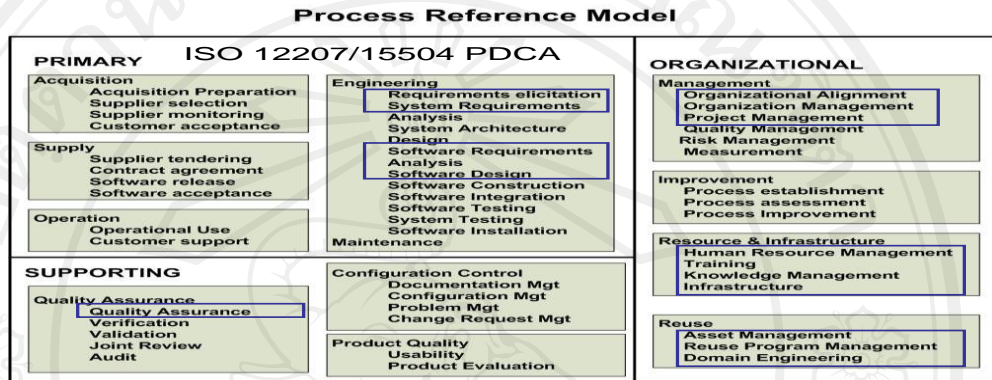 Process Reference Model
PRIMARY
ISO 12207/15504 PDCA
Acquisition
Acquisition Preparation
Supplier selection
Supplier monitoring
Customer acceptance
Supply
Supplier tendering
Contract agreement
Software release
Software acceptance
Operation
Operational Use
Customer support
Engineering
Requirements elicitation
System Requirements
Analysis
System Architecture
Design
Software Requirements
Analysis
Software Design
Software Construction
Software Integration
Software Testing
System Testing
Software Installation
Maintenance
SUPPORTING
Quality Assurance
Quality Assurance
Verification
Validation
Joint Review
Audit
Configuration Control
Documentation Mgt
Configuration Mgt
Problem Mgt
Change Request Mgt
Product Quality
Usability
Product Evaluation
ORGANIZATIONAL
Management
Organizational Alignment
Organization Management
Project Management
Quality Management
Risk Management
Measurement
Improvement
Process establishment
Process assessment
Process Improvement
Resource & Infrastructure
Human Resource Management
Training
Knowledge Management
Infrastructure
Reuse
Asset Management
Reuse Program Management
Domain Engineering